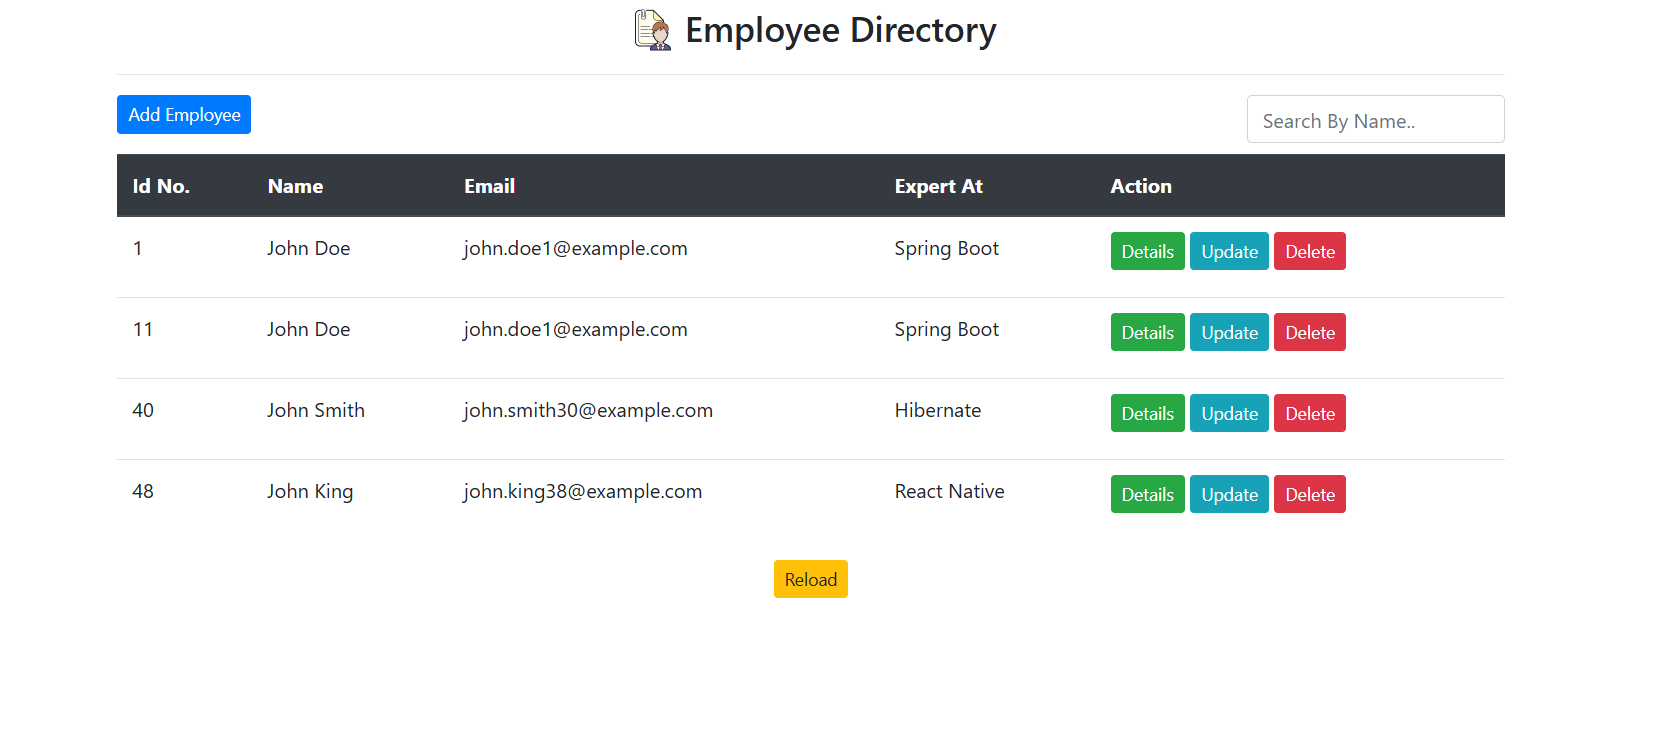 Employee Directory
Add Employee
Search By Name..
Id No. Name Email Expert At Action
1 John Doe john.doe1@example.com Spring Boot Details Update Delete
11 John Doe john.doe1@example.com Spring Boot Details Update Delete
40 John Smith john.smith30@example.com Hibernate Details Update Delete
48 John King john.king38@example.com React Native Details Update Delete
Reload